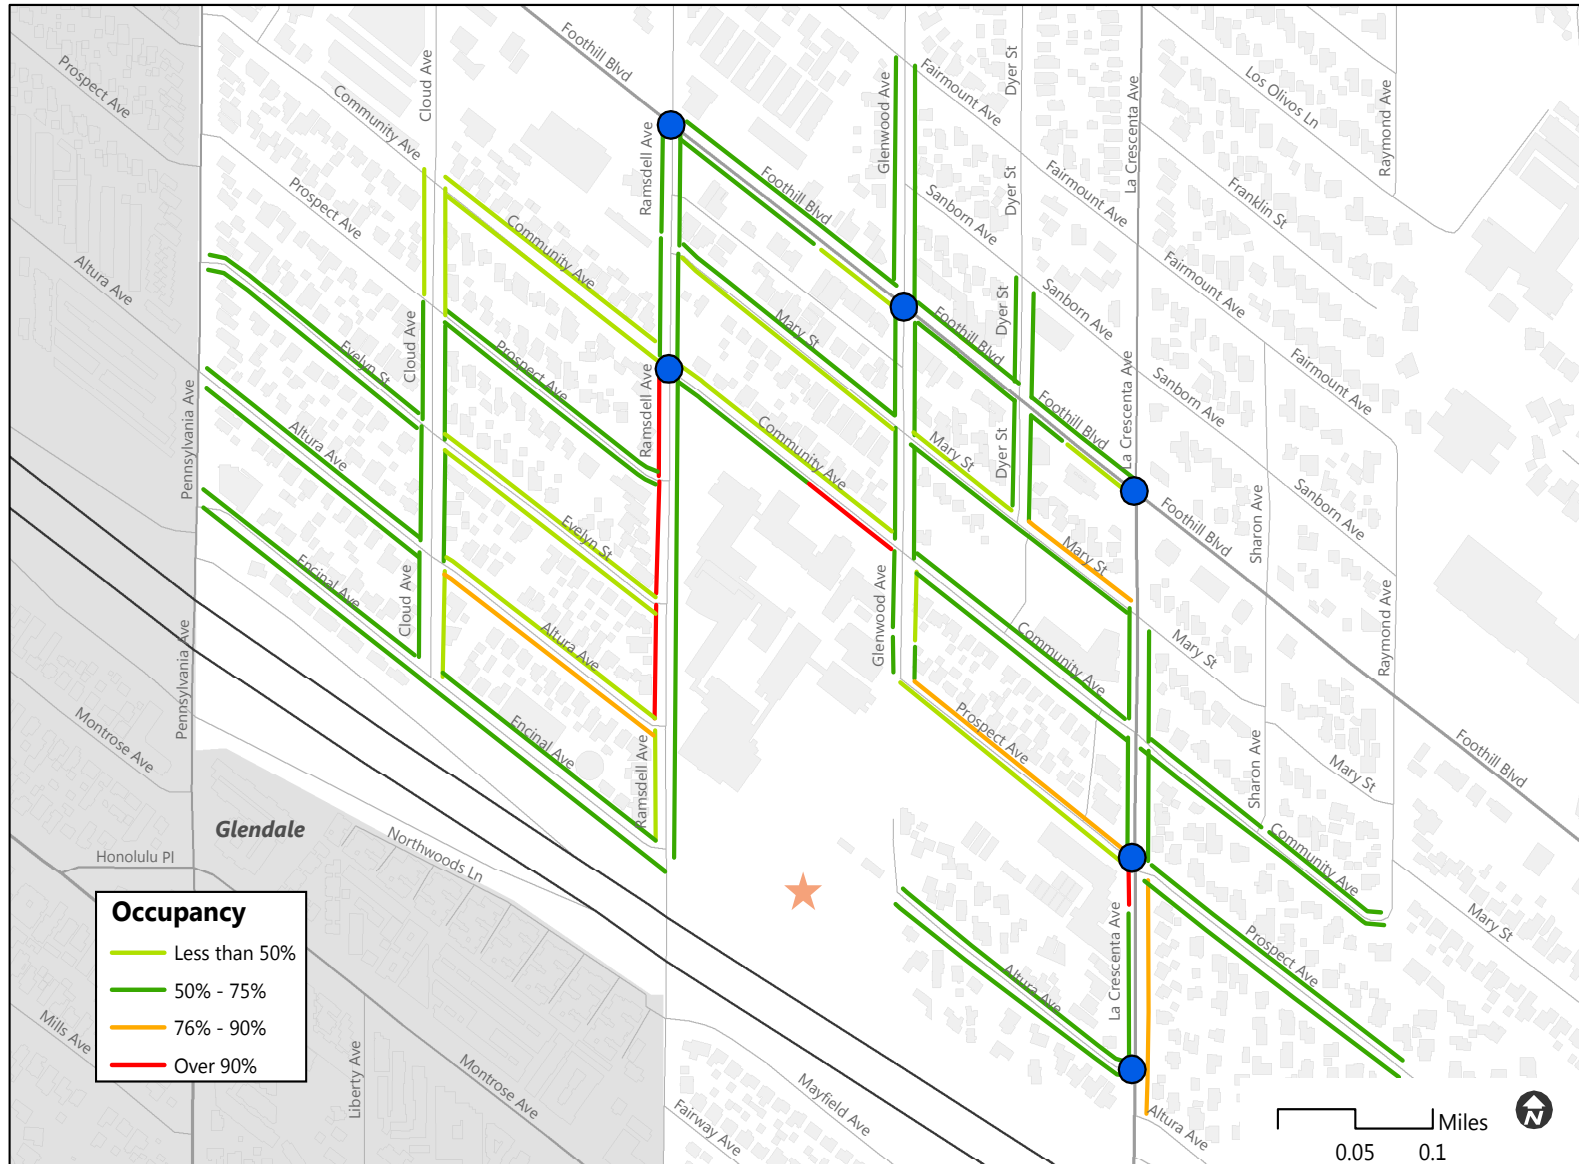 Foothill Blvd
Prospect Ave
Cloud Ave
Community Ave
Fairmount Ave
Dyer St
Los Olivos Ln
Raymond Ave
Glenwood Ave
La Crescenta Ave
Ramsdell Ave
Prospect Ave
Community Ave
Foothill Blvd
Dyer St
Sanborn Ave
Fairmount Ave
Franklin St
Altura Ave
Fairmount Ave
Sanborn Ave
Dyer St
Foothill Blvd
Mary St
Cloud Ave
Evelyn St
Prospect Ave
Ramsdell Ave
Pennsylvania Ave
La Crescenta Ave
Sanborn Ave
Fairmount Ave
Foothill Blvd
Altura Ave
Community Ave
Mary St
Dyer St
Sanborn Ave
Foothill Blvd
Sharon Ave
Evelyn St
Encinal Ave
Cloud Ave
Mary St
Glenwood Ave
Altura Ave
Community Ave
Mary St
Raymond Ave
Pennsylvania Ave
Montrose Ave
Encinal Ave
Ramsdell Ave
Prospect Ave
Sharon Ave
Mary St
Foothill Blvd
Glendale
Northwoods Ln
Honolulu Pl
Community Ave
Mary St
Occupancy
Less than 50%
50% - 75%
76% - 90%
Over 90%
La Crescenta Ave
Prospect Ave
Altura Ave
Mills Ave
Liberty Ave
Montrose Ave
Mayfield Ave
Fairway Ave
Altura Ave
N
Miles
0.05 0.1